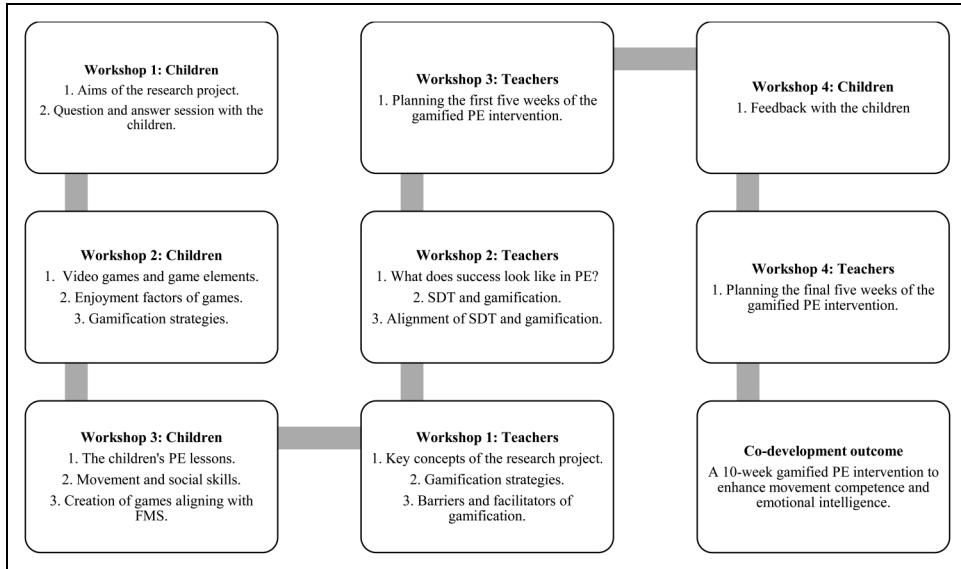 Workshop 1: Children
1. Aims of the research project.
2. Question and answer session with the
children.
Workshop 2: Children
1. Video games and game elements.
2. Enjoyment factors of games.
3. Gamification strategies.
Workshop 3: Children
1. The children's PE lessons.
2. Movement and social skills.
3. Creation of games aligning with
FMS.
Workshop 1: Teachers
1. Key concepts of the research project.
2. Gamification strategies.
3. Barriers and facilitators of
gamification.
Workshop 2: Teachers
1. What does success look like in PE?
2. SDT and gamification.
3. Alignment of SDT and gamification.
Workshop 3: Teachers
1. Planning the first five weeks of the
gamified PE intervention.
Workshop 4: Children
1. Feedback with the children
Workshop 4: Teachers
1. Planning the final five weeks of the
gamified PE intervention.
Co-development outcome
A 10-week gamified PE intervention to
enhance movement competence and
emotional intelligence.